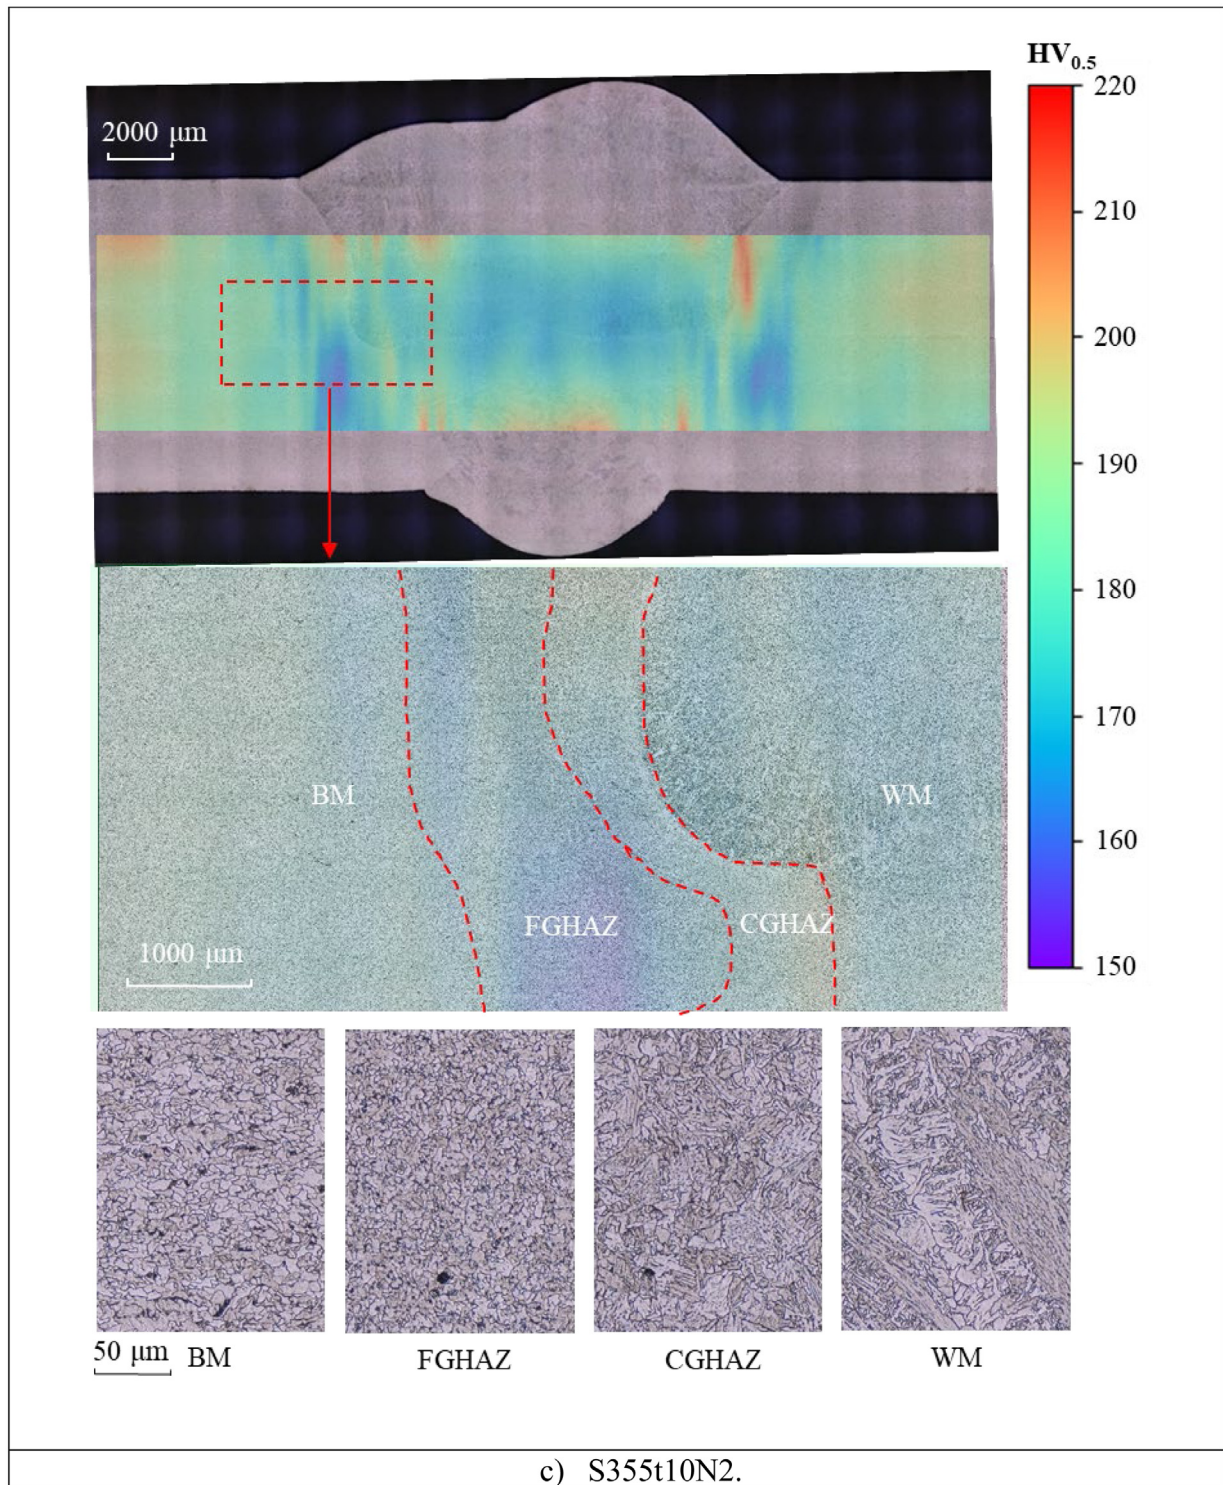 HV0.5
220
2000 μm
210
200
190
180
170
BM
WM
160
FGHAZ
CGHAZ
1000 μm
150
50 μm
BM
FGHAZ
CGHAZ
WM
c) S355t10N2.